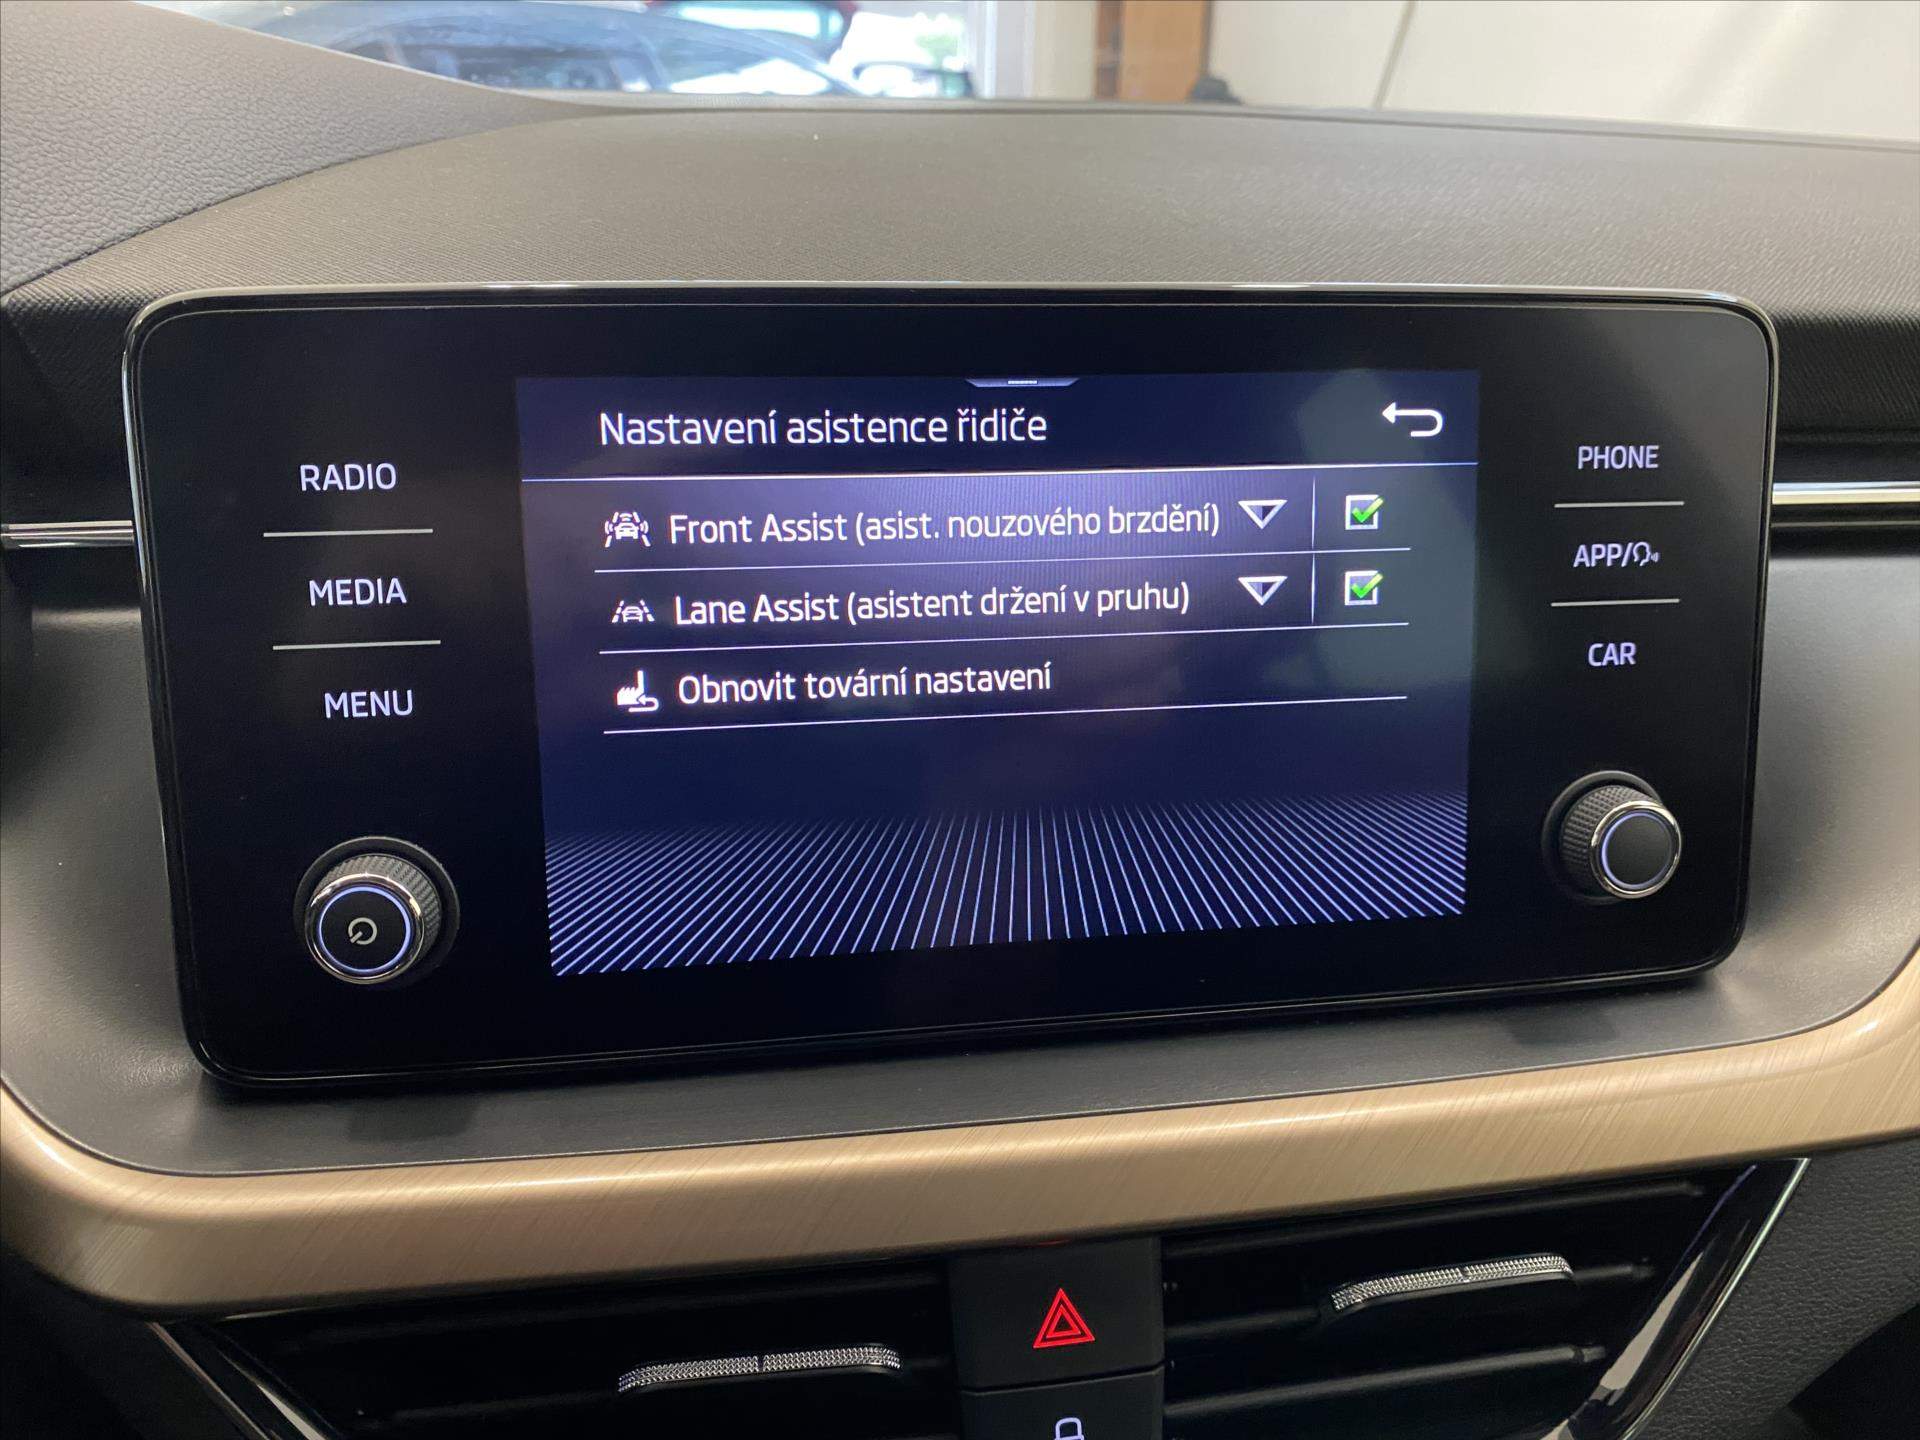 Nastavení asistence řidiče
Front Assist (asist. nouzového brzdění)
Lane Assist (asistent držení v pruhu)
Obnovit tovární nastavení
RADIO
MEDIA
MENU
PHONE
APP/
CAR